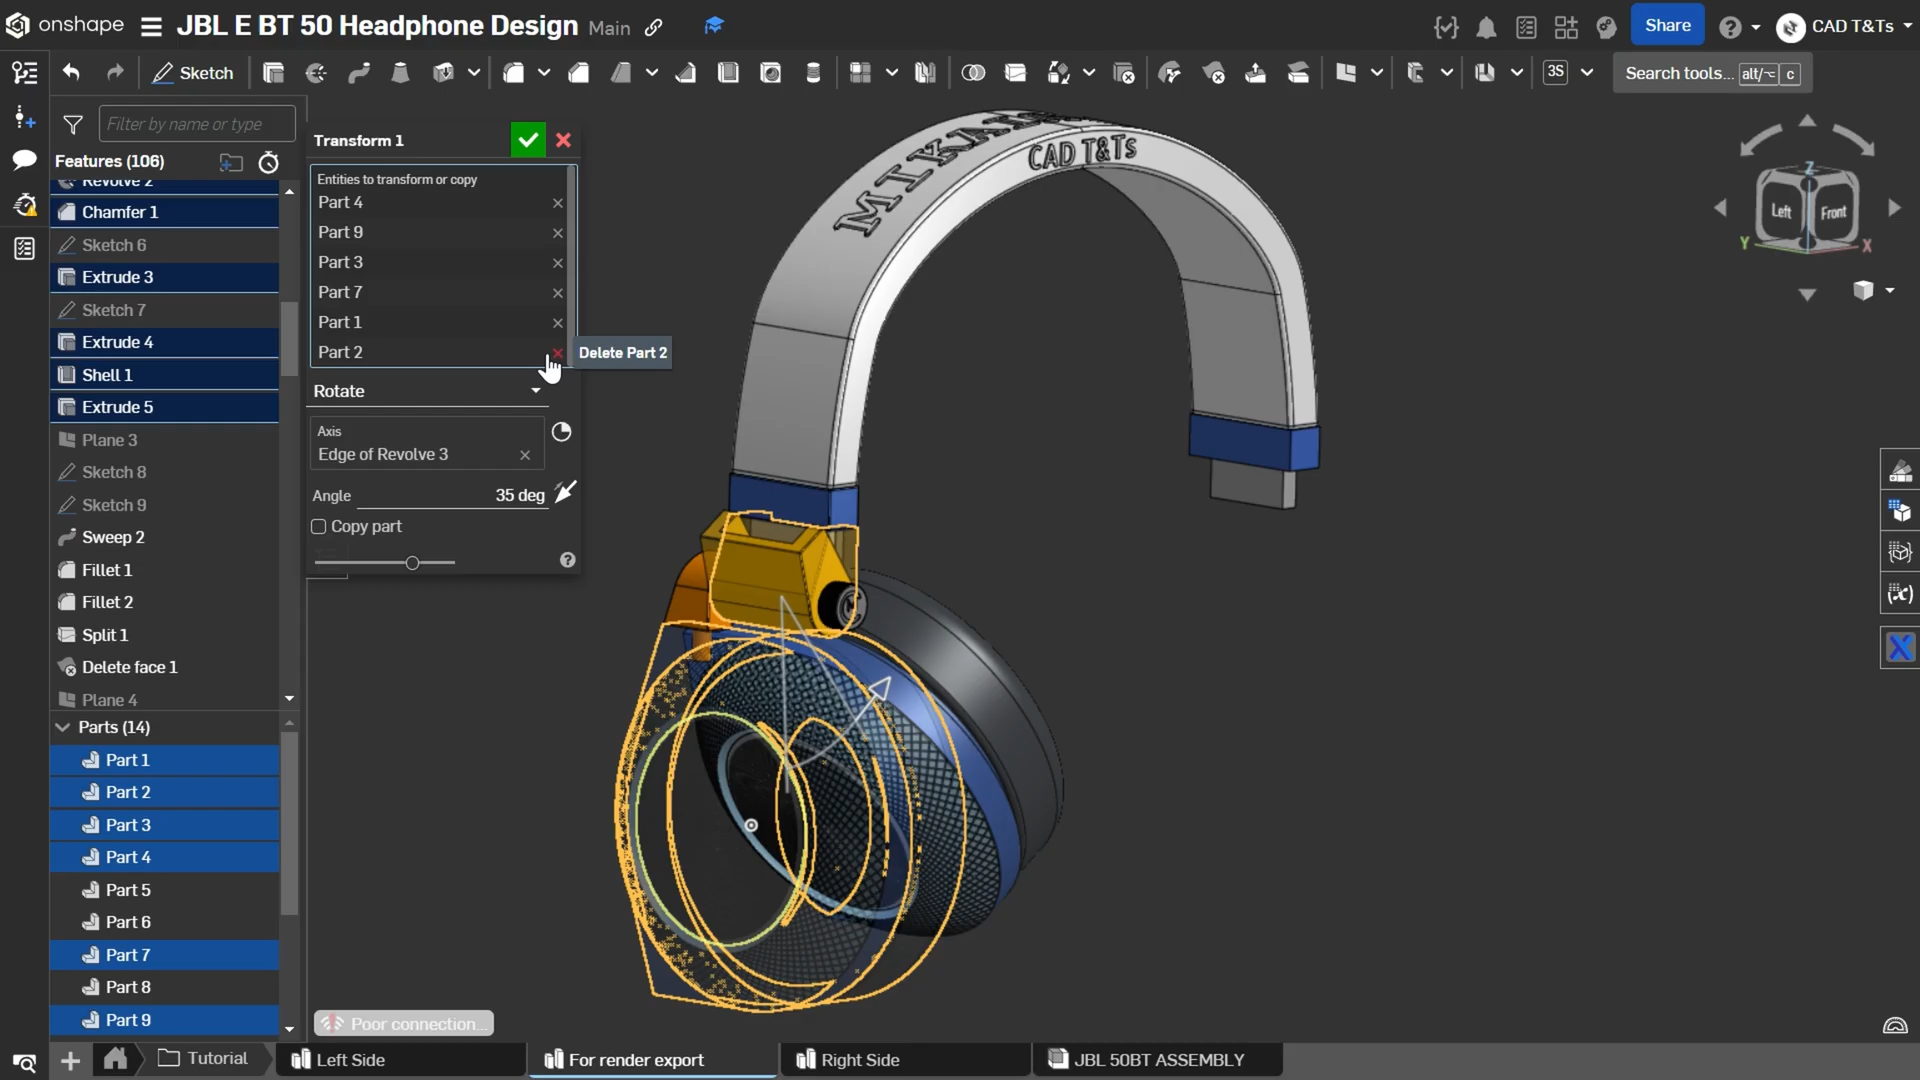 onshape
JBL E BT 50 Headphone Design
Main
Share
CAD T&Ts
Sketch
3S
Search tools... alt/⌥ c
Filter by name or type
Features (106)
Revolve 2
Chamfer 1
Sketch 6
Extrude 3
Sketch 7
Extrude 4
Shell 1
Extrude 5
Plane 3
Sketch 8
Sketch 9
Sweep 2
Fillet 1
Fillet 2
Split 1
Delete face 1
Plane 4
Parts (14)
Part 1
Part 2
Part 3
Part 4
Part 5
Part 6
Part 7
Part 8
Part 9
Transform 1
Entities to transform or copy
Part 4
Part 9
Part 3
Part 7
Part 1
Part 2
Delete Part 2
Rotate
Axis
Edge of Revolve 3
Angle
35 deg
Copy part
CAD T&Ts
Z
Left
Front
Y
X
Poor connection...
Tutorial
Left Side
For render export
Right Side
JBL 50BT ASSEMBLY